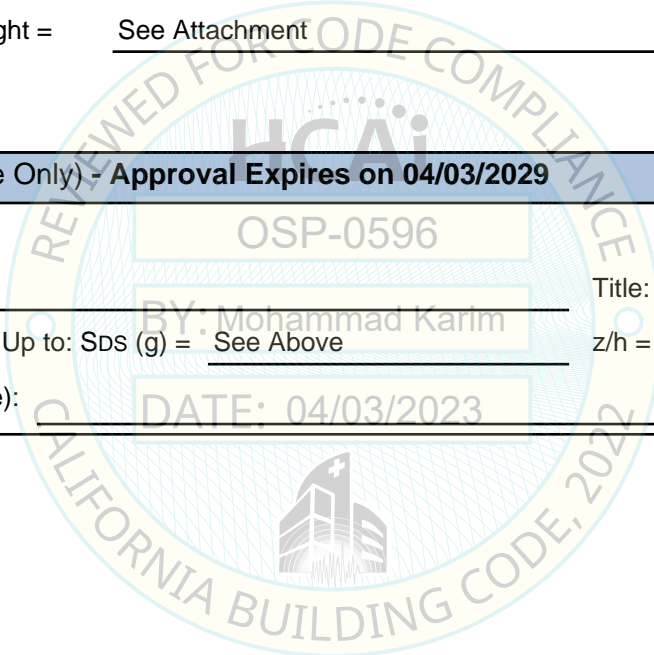 ght = See Attachment
REVIEWED FOR CODE COMPLIANCE
HCAi
e Only) - Approval Expires on 04/03/2029
OSP-0596
Title:
BY: Mohammad Karim
Up to: SDS (g) = See Above z/h =
DATE: 04/03/2023
e):
CALIFORNIA BUILDING CODE, 2022